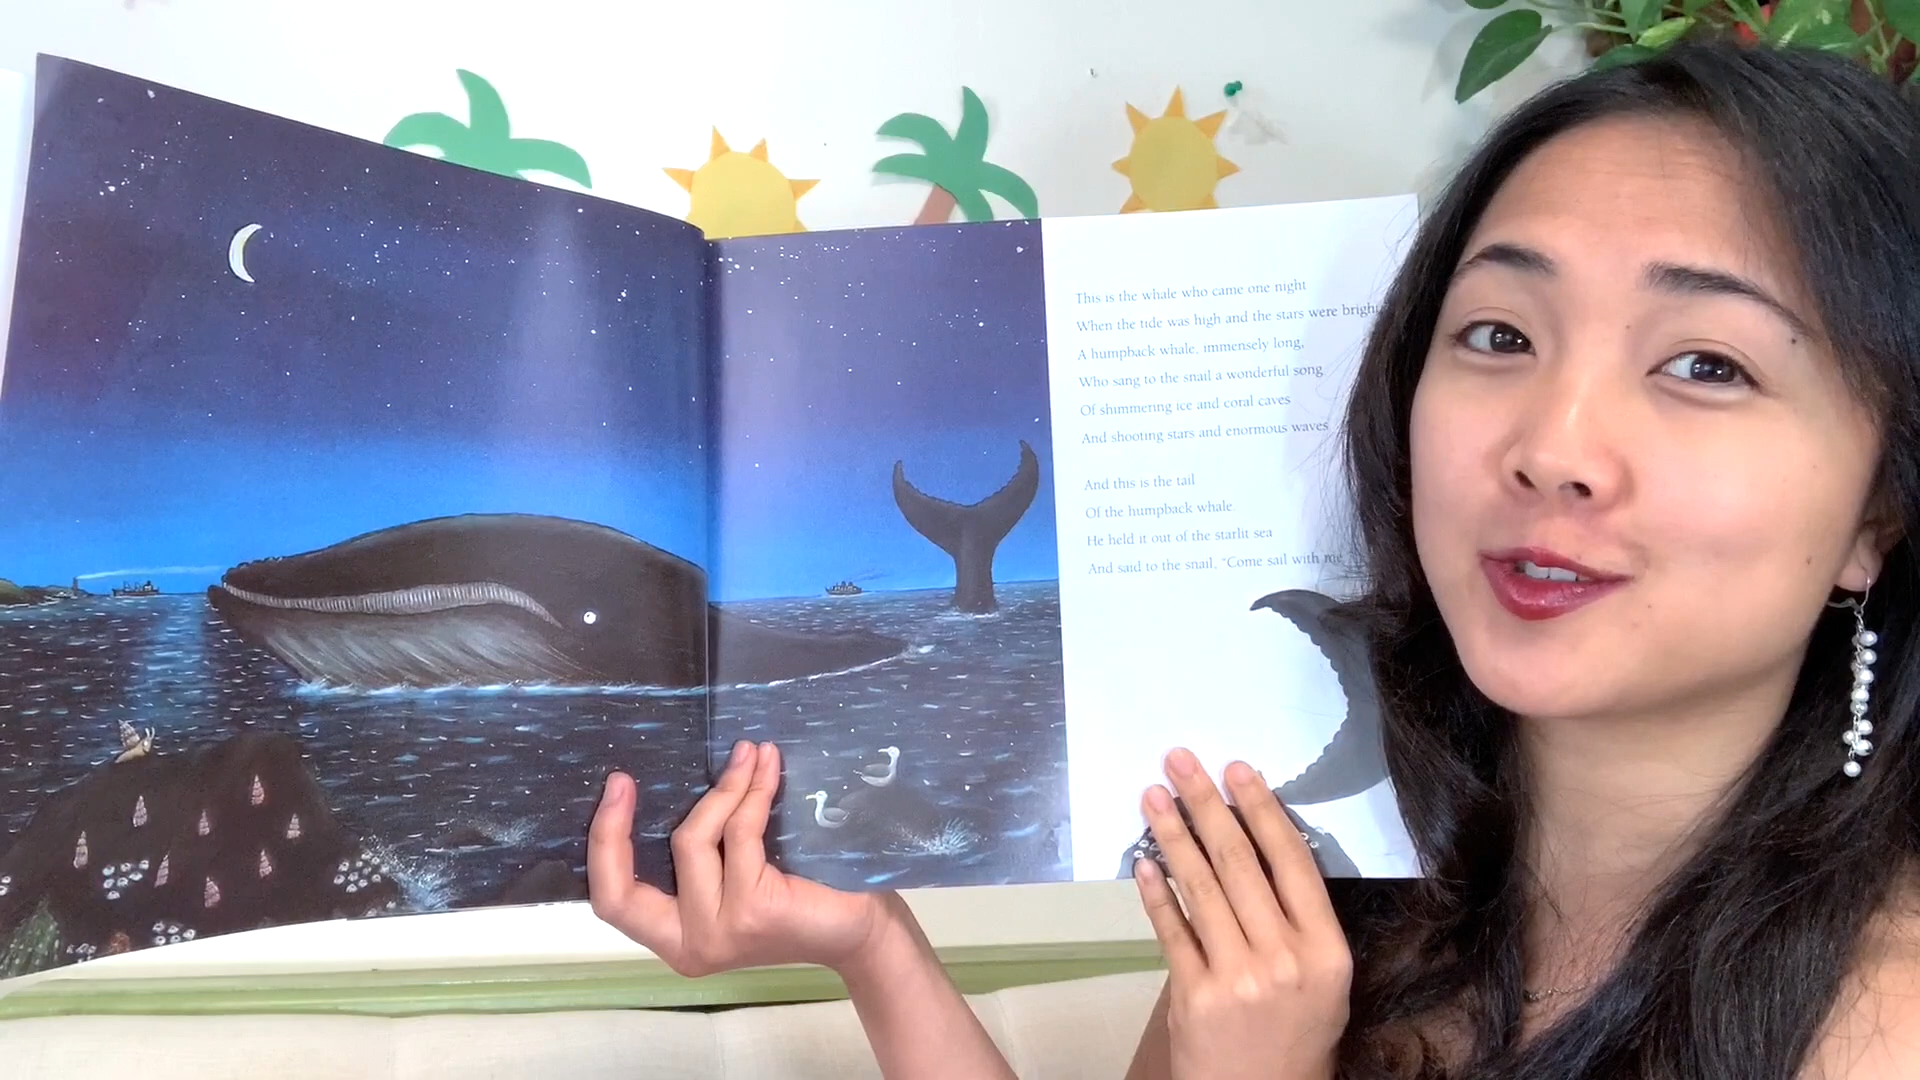 This is the whale who came one night
When the tide was high and the stars were bright.
A humpback whale, immensely long,
Who sang to the snail a wonderful song
Of shimmering ice and coral caves
And shooting stars and enormous waves
And this is the tail
Of the humpback whale.
He held it out of the starlit sea
And said to the snail, "Come sail with me